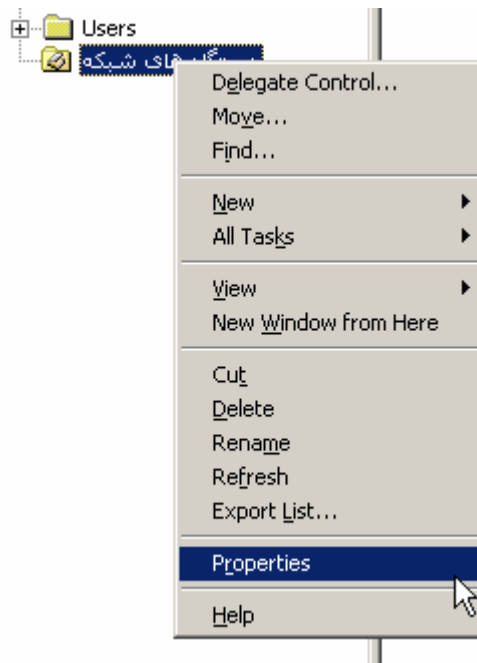 Users
های شبکه
Delegate Control...
Move...
Find...
New
All Tasks
View
New Window from Here
Cut
Delete
Rename
Refresh
Export List...
Properties
Help